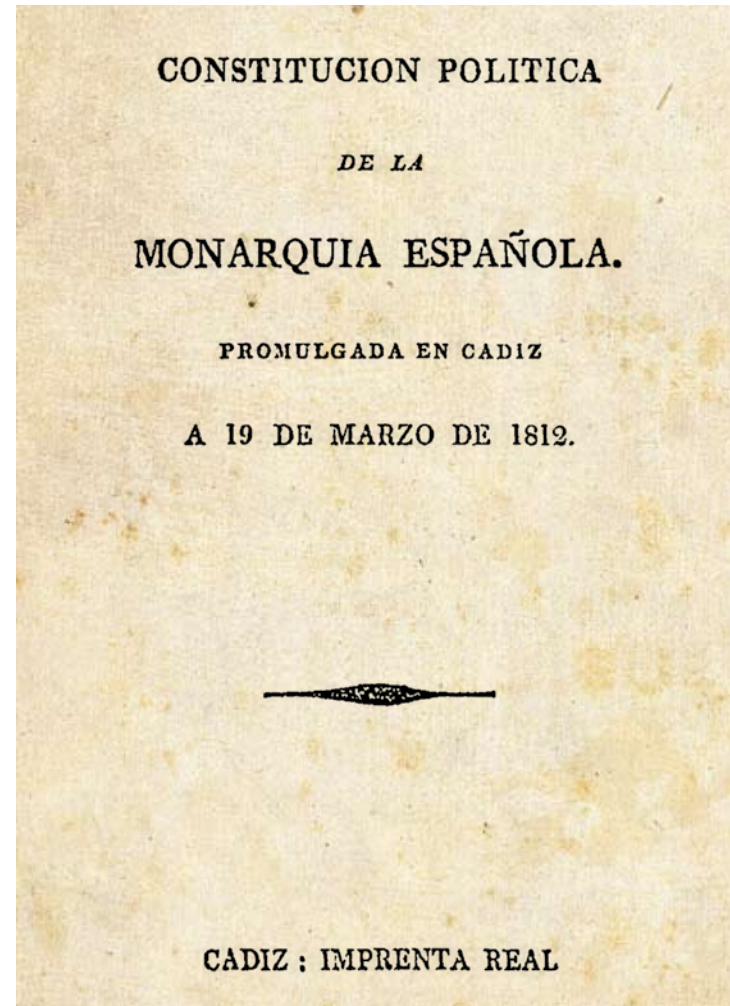 CONSTITUCION POLITICA
DE LA
MONARQUIA ESPAÑOLA.
PROMULGADA EN CADIZ
A 19 DE MARZO DE 1812.
CADIZ : IMPRENTA REAL